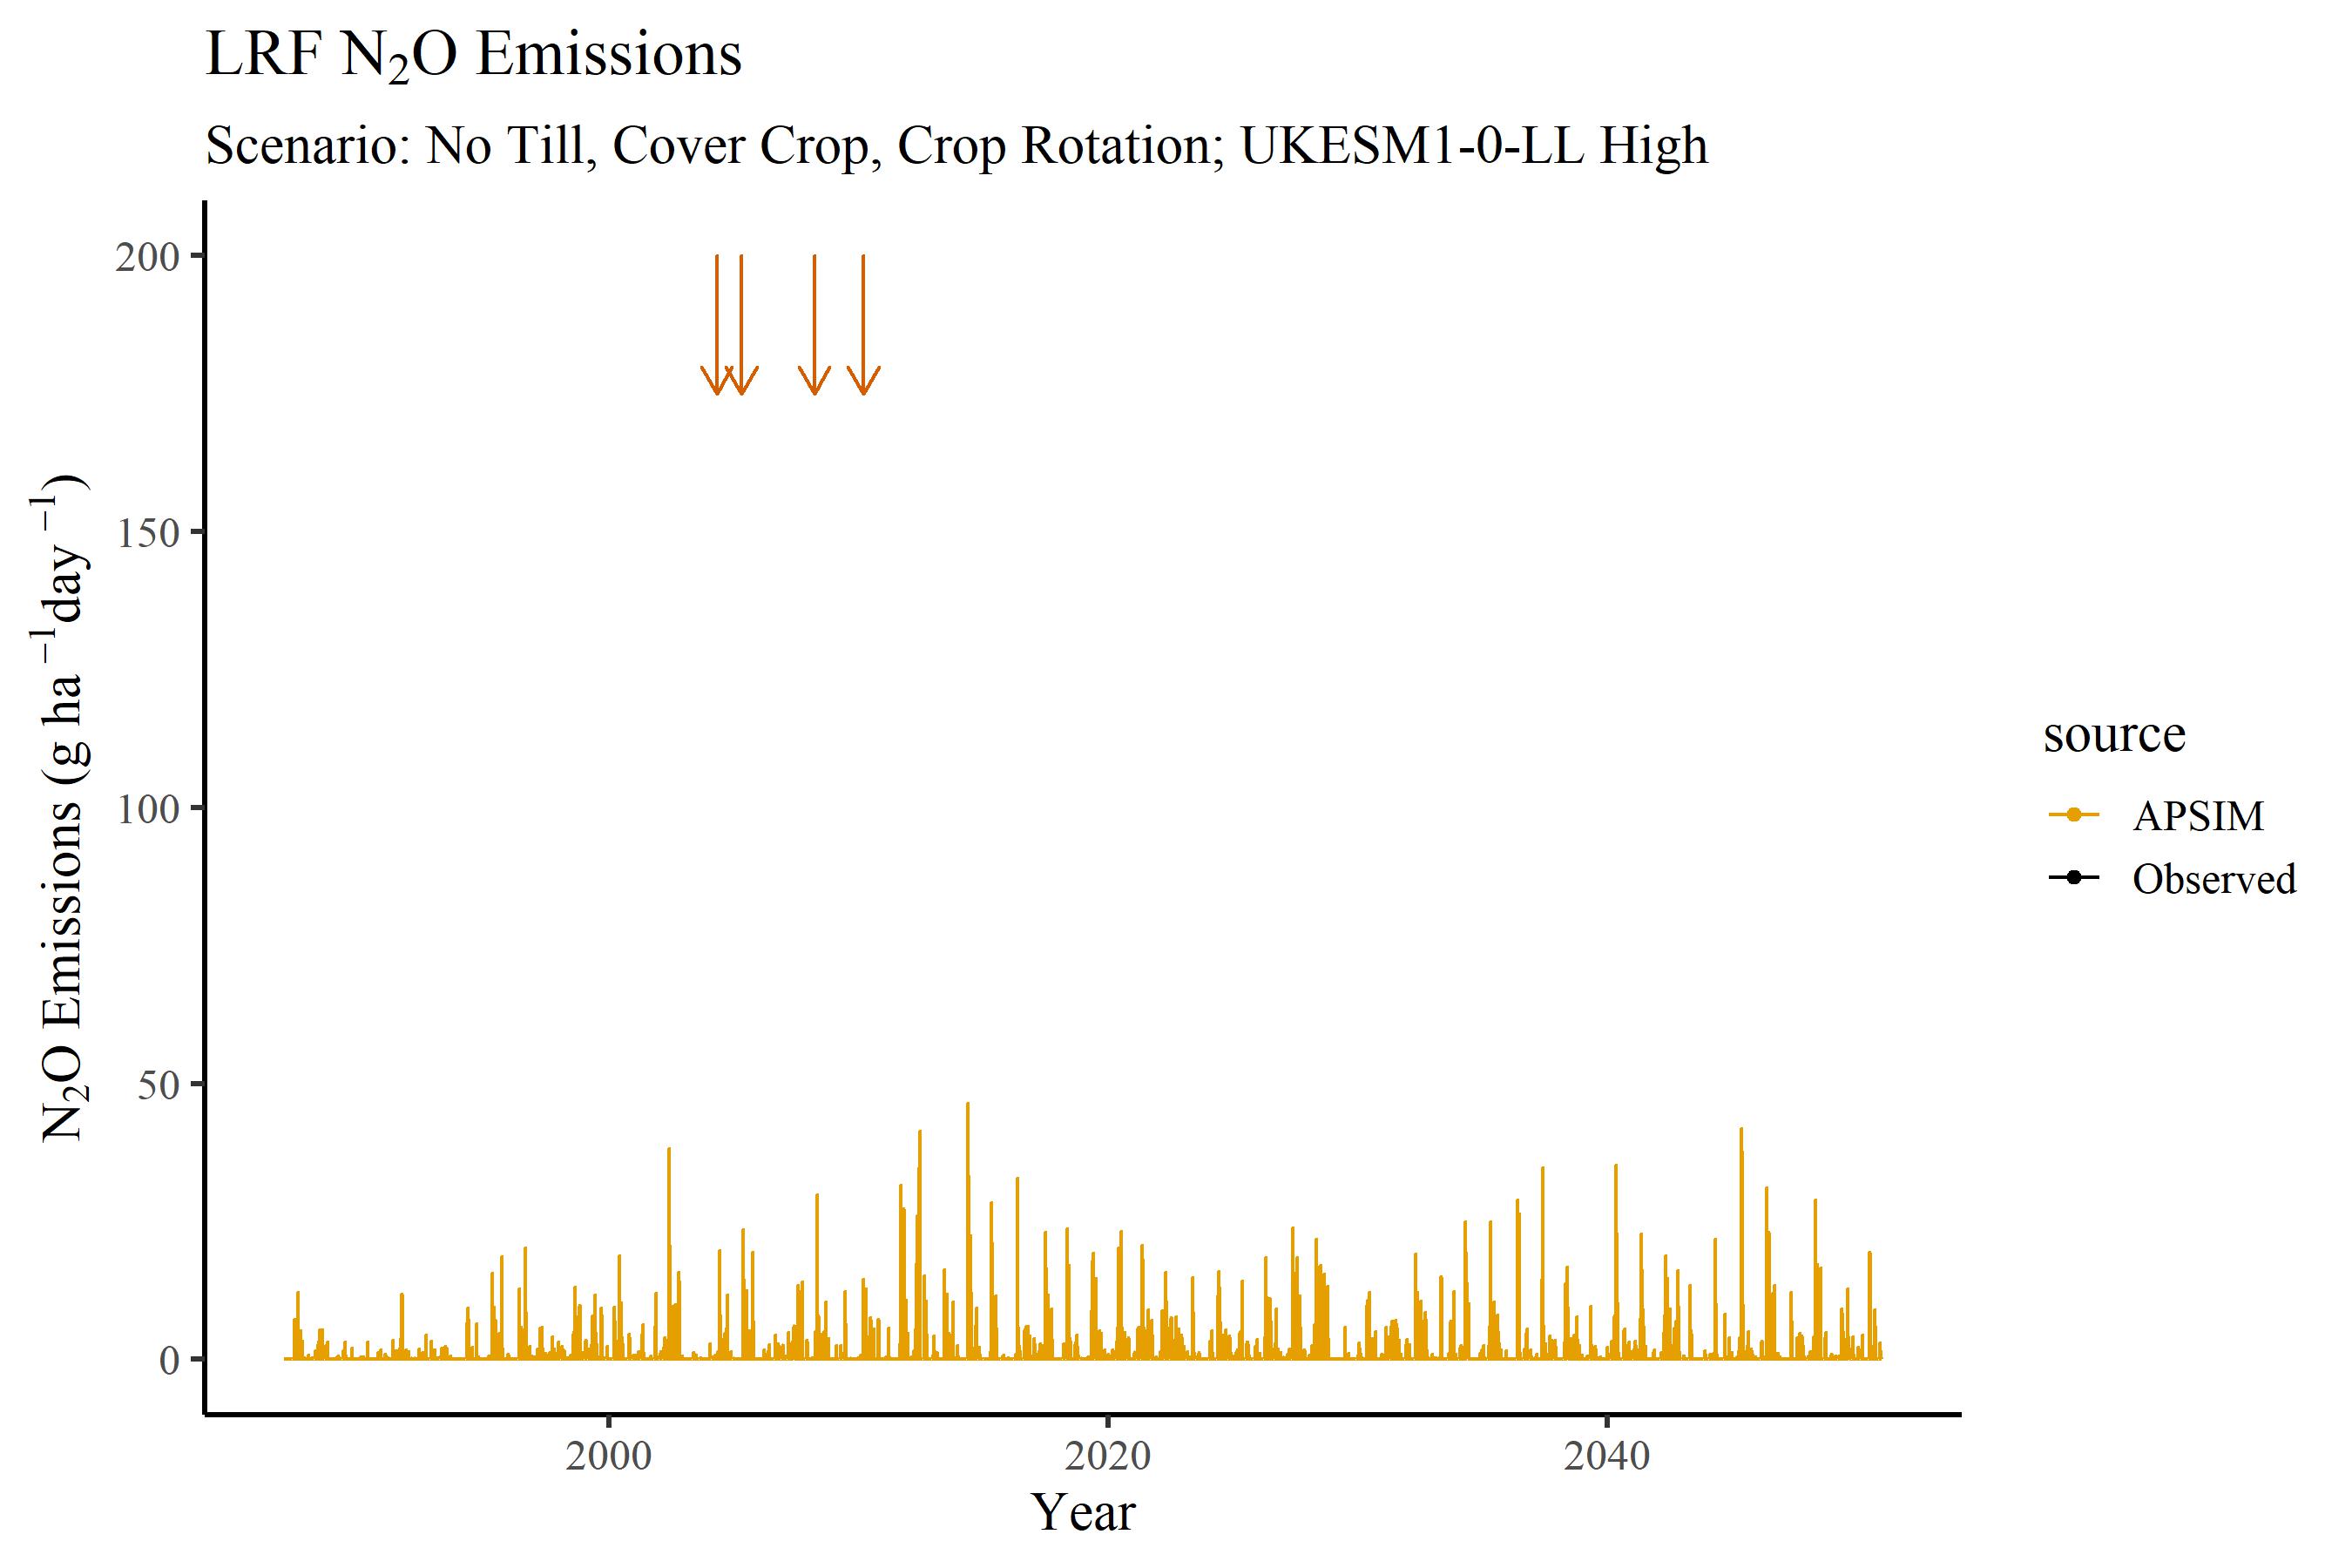 LRF N₂O Emissions
Scenario: No Till, Cover Crop, Crop Rotation; UKESM1-0-LL High
N₂O Emissions (g ha ⁻¹day ⁻¹)
200
150
100
50
0
2000 2020 2040
Year
source
APSIM
Observed